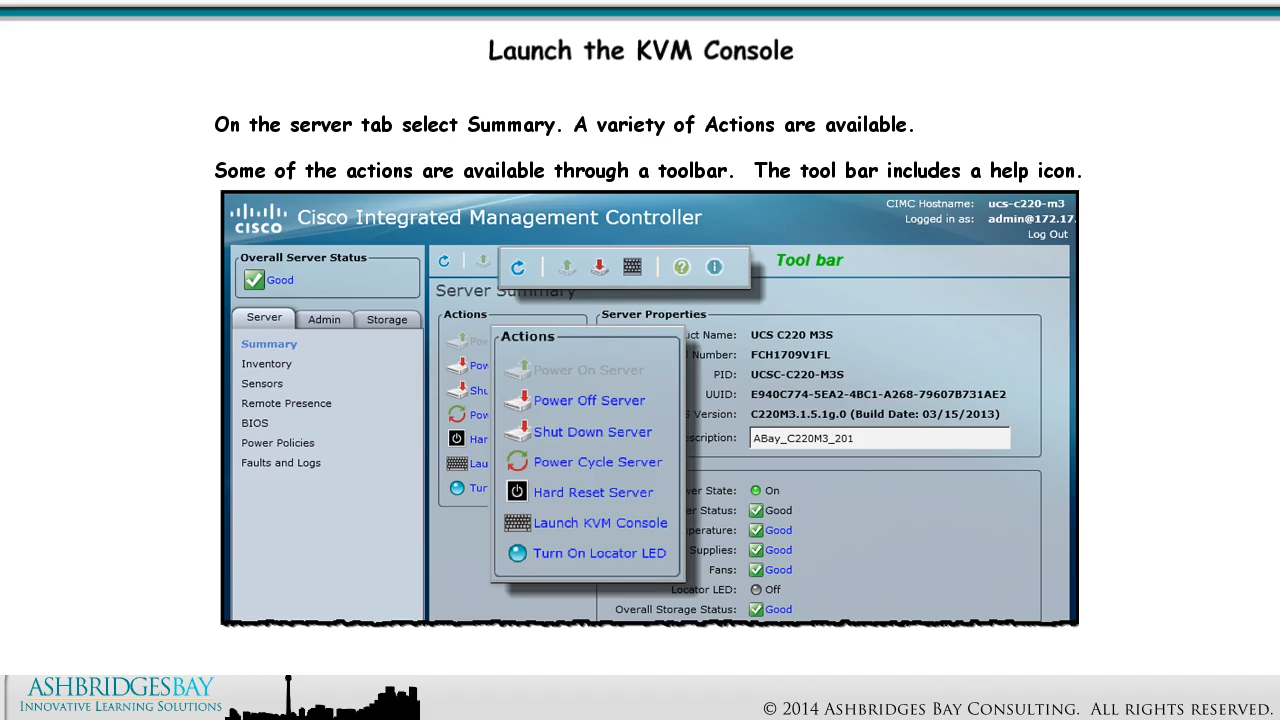 Launch the KVM Console
On the server tab select Summary. A variety of Actions are available.
Some of the actions are available through a toolbar. The tool bar includes a help icon.
cisco
Cisco Integrated Management Controller
CIMC Hostname: ucs-c220-m3
Logged in as: admin@172.17.
Log Out
Overall Server Status
Good
Tool bar
Server Summary
Server Admin Storage
Summary
Inventory
Sensors
Remote Presence
BIOS
Power Policies
Faults and Logs
Actions
Actions
Power On Server
Power Off Server
Shut Down Server
Power Cycle Server
Hard Reset Server
Launch KVM Console
Turn On Locator LED
Server Properties
Name: UCS C220 M3S
Number: FCH1709V1FL
PID: UCSC-C220-M3S
UUID: E940C774-5EA2-4BC1-A268-79607B731AE2
Version: C220M3.1.5.1g.0 (Build Date: 03/15/2013)
ABay_C220M3_201
State: On
Status: Good
Good
Supplies: Good
Fans: Good
Locator LED: Off
Overall Storage Status: Good
ASHBRIDGESBAY
INNOVATIVE LEARNING SOLUTIONS
© 2014 ASHBRIDGES BAY CONSULTING. ALL RIGHTS RESERVED.